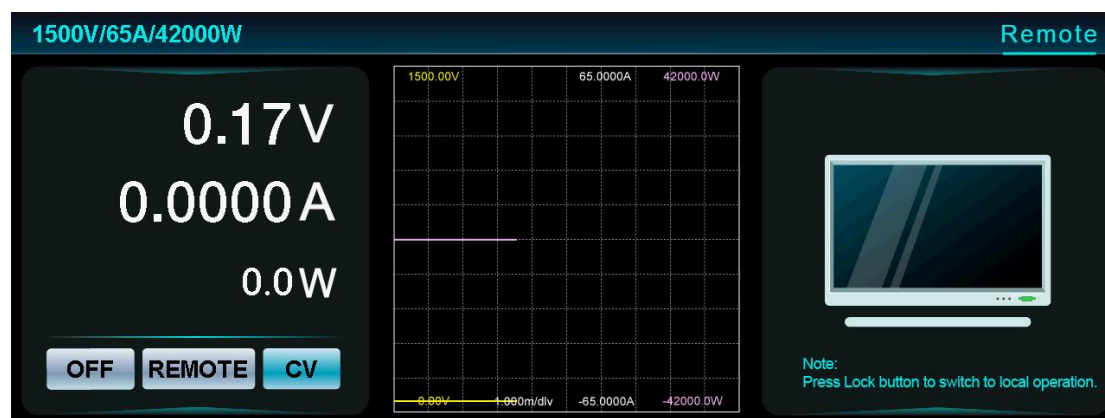 1500V/65A/42000W
Remote
0.17V
0.0000A
0.0W
OFF
REMOTE
CV
1500.00V
65.0000A
42000.0W
0.00V
1.000m/dlv
-65.0000A
-42000.0W
Note:
Press Lock button to switch to local operation.